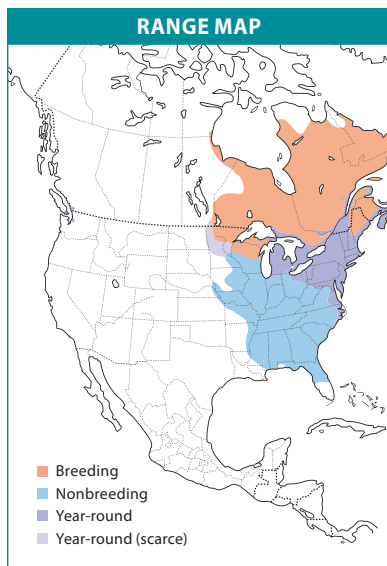 RANGE MAP
Breeding
Nonbreeding
Year-round
Year-round (scarce)